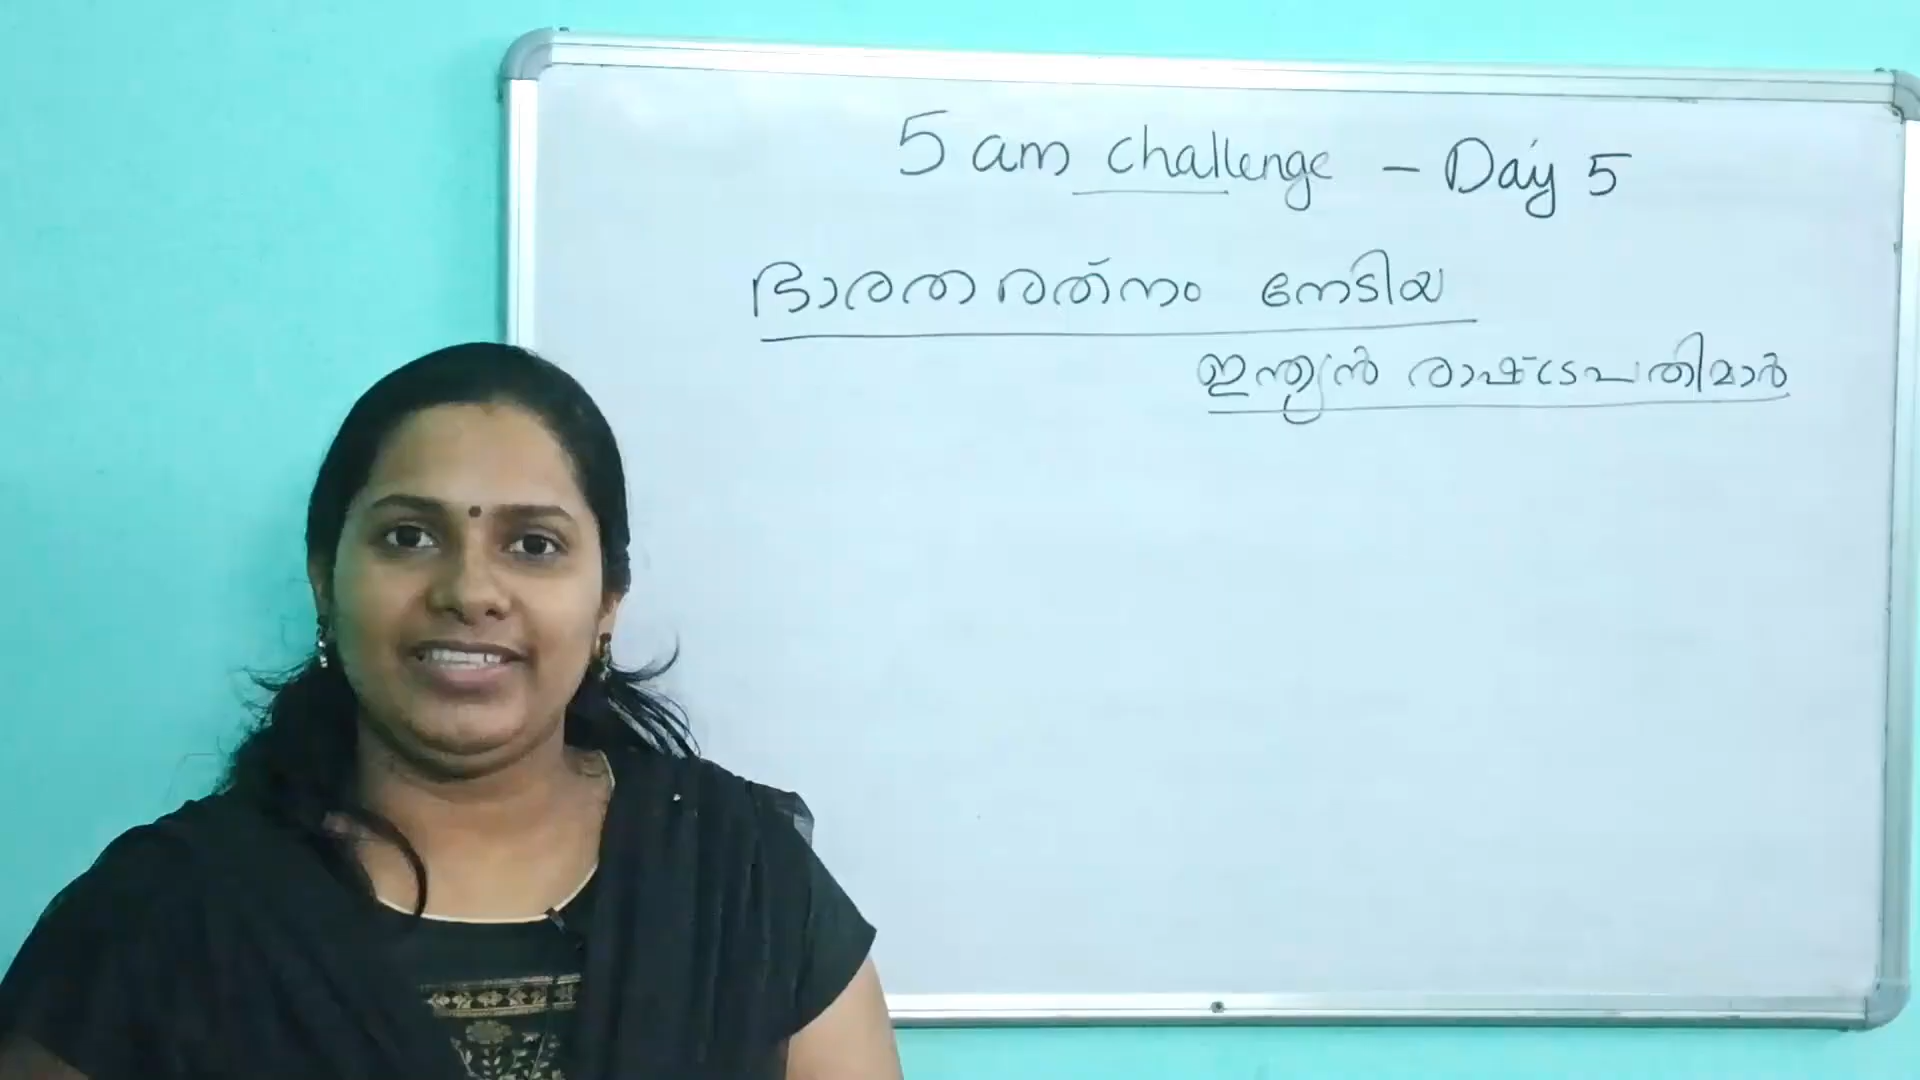 5 am challenge - Day 5
ഭാരതരത്നം നേടിയ
ഇന്ത്യൻ രാഷ്ട്രപതിമാർ